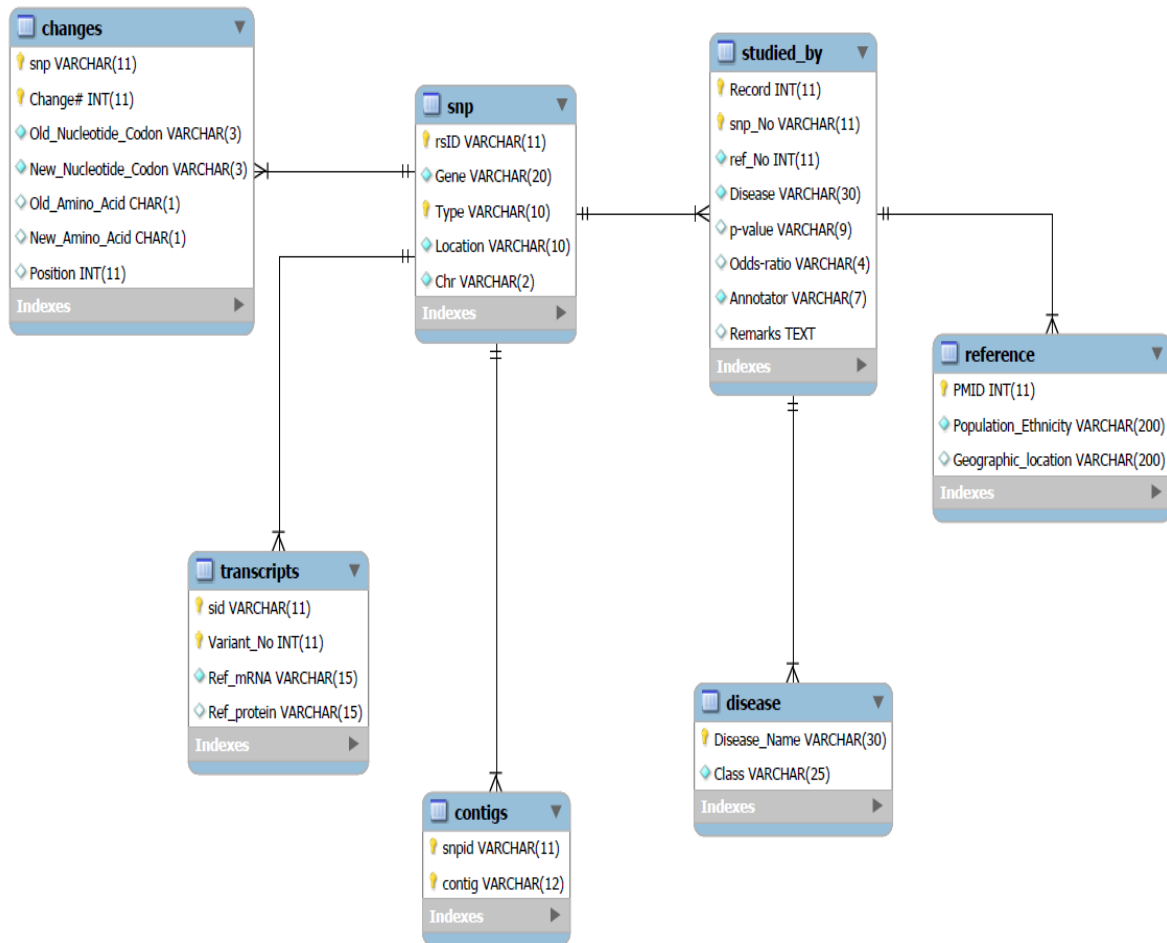 changes
snp VARCHAR(11)
Change# INT(11)
Old_Nucleotide_Codon VARCHAR(3)
New_Nucleotide_Codon VARCHAR(3)
Old_Amino_Acid CHAR(1)
New_Amino_Acid CHAR(1)
Position INT(11)
Indexes
snp
rsID VARCHAR(11)
Gene VARCHAR(20)
Type VARCHAR(10)
Location VARCHAR(10)
Chr VARCHAR(2)
Indexes
studied_by
Record INT(11)
snp_No VARCHAR(11)
ref_No INT(11)
Disease VARCHAR(30)
p-value VARCHAR(9)
Odds-ratio VARCHAR(4)
Annotator VARCHAR(7)
Remarks TEXT
Indexes
reference
PMID INT(11)
Population_Ethnicity VARCHAR(200)
Geographic_location VARCHAR(200)
Indexes
transcripts
sid VARCHAR(11)
Variant_No INT(11)
Ref_mRNA VARCHAR(15)
Ref_protein VARCHAR(15)
Indexes
disease
Disease_Name VARCHAR(30)
Class VARCHAR(25)
Indexes
contigs
snpid VARCHAR(11)
contig VARCHAR(12)
Indexes